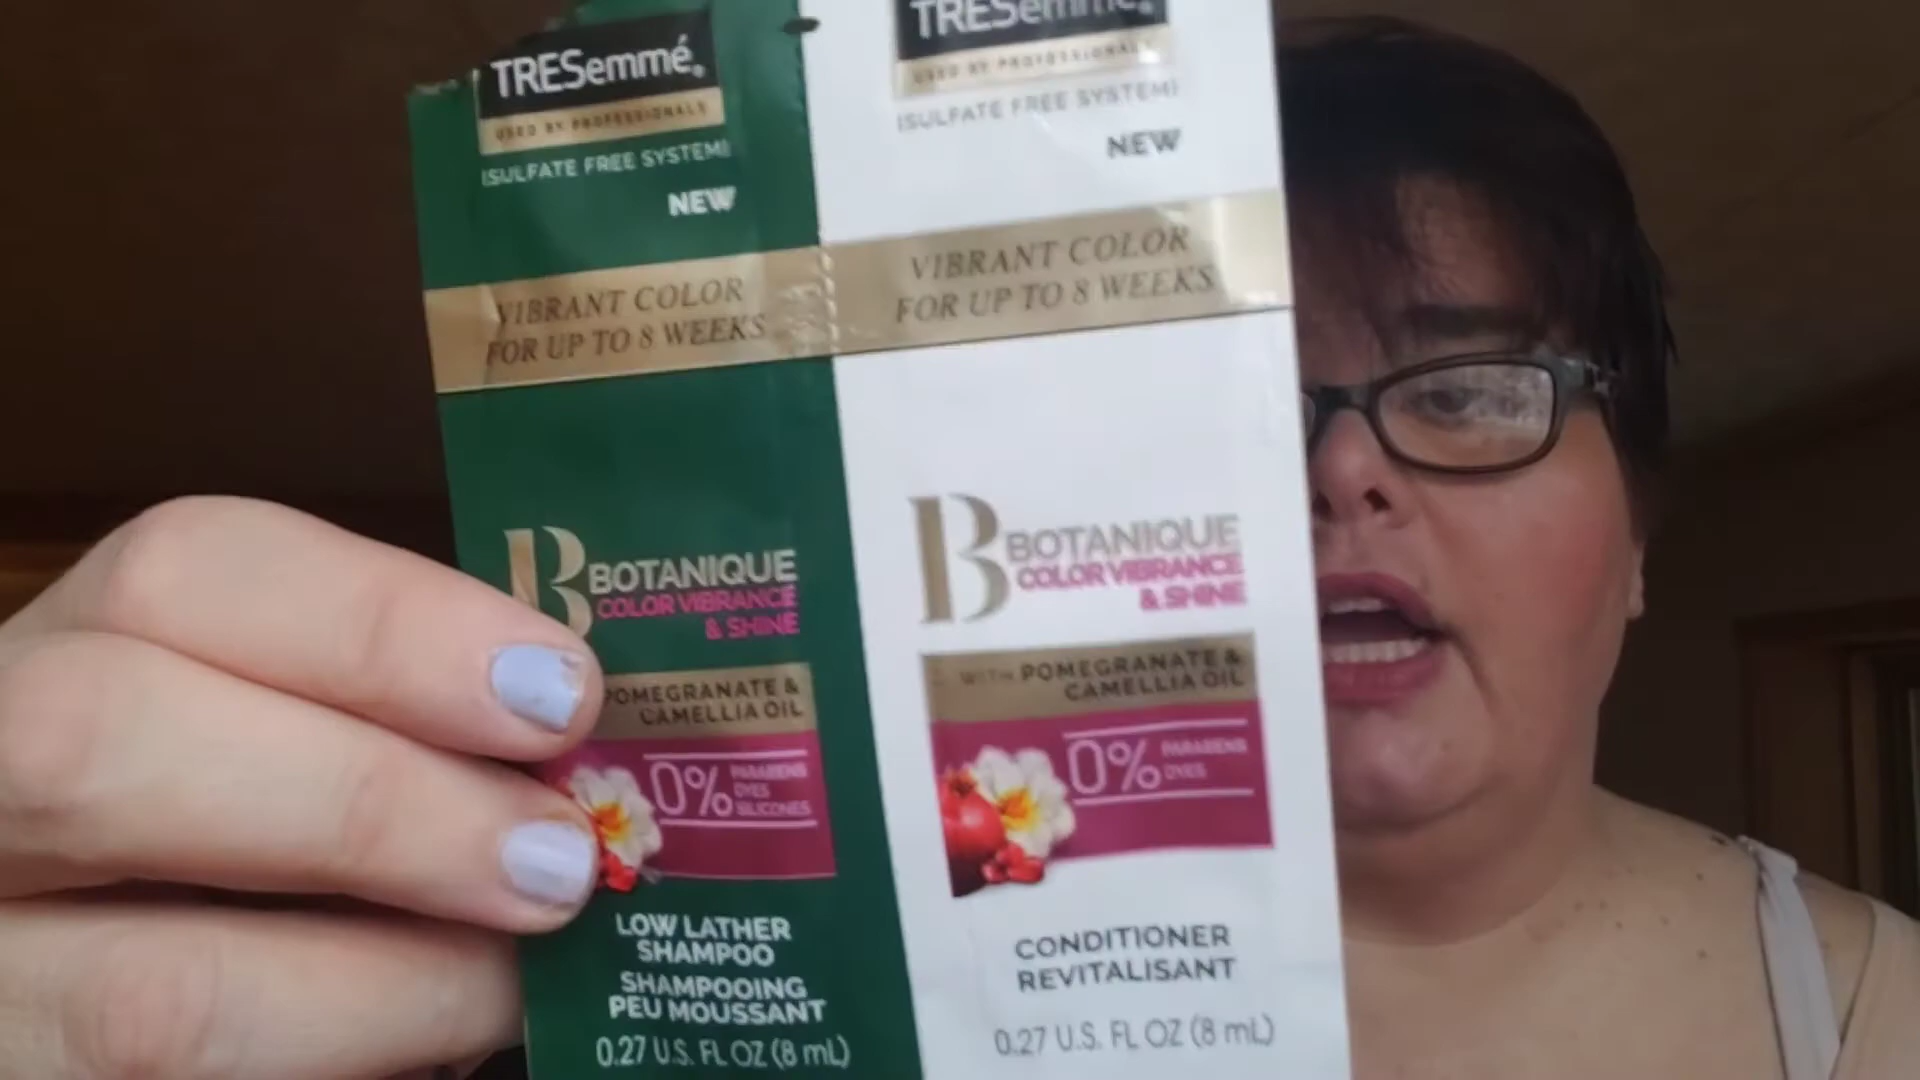 TRESemmé
USED BY PROFESSIONALS
[SULFATE FREE SYSTEM]
NEW
VIBRANT COLOR
FOR UP TO 8 WEEKS
B BOTANIQUE
COLOR VIBRANCE
& SHINE
POMEGRANATE &
CAMELLIA OIL
0% PARABENS
DYES
SILICONES
LOW LATHER
SHAMPOO
SHAMPOOING
PEU MOUSSANT
0.27 U.S. FL OZ (8 mL)
TRESemmé
USED BY PROFESSIONALS
[SULFATE FREE SYSTEM]
NEW
VIBRANT COLOR
FOR UP TO 8 WEEKS
B BOTANIQUE
COLOR VIBRANCE
& SHINE
WITH POMEGRANATE &
CAMELLIA OIL
0% PARABENS
DYES
CONDITIONER
REVITALISANT
0.27 U.S. FL OZ (8 mL)